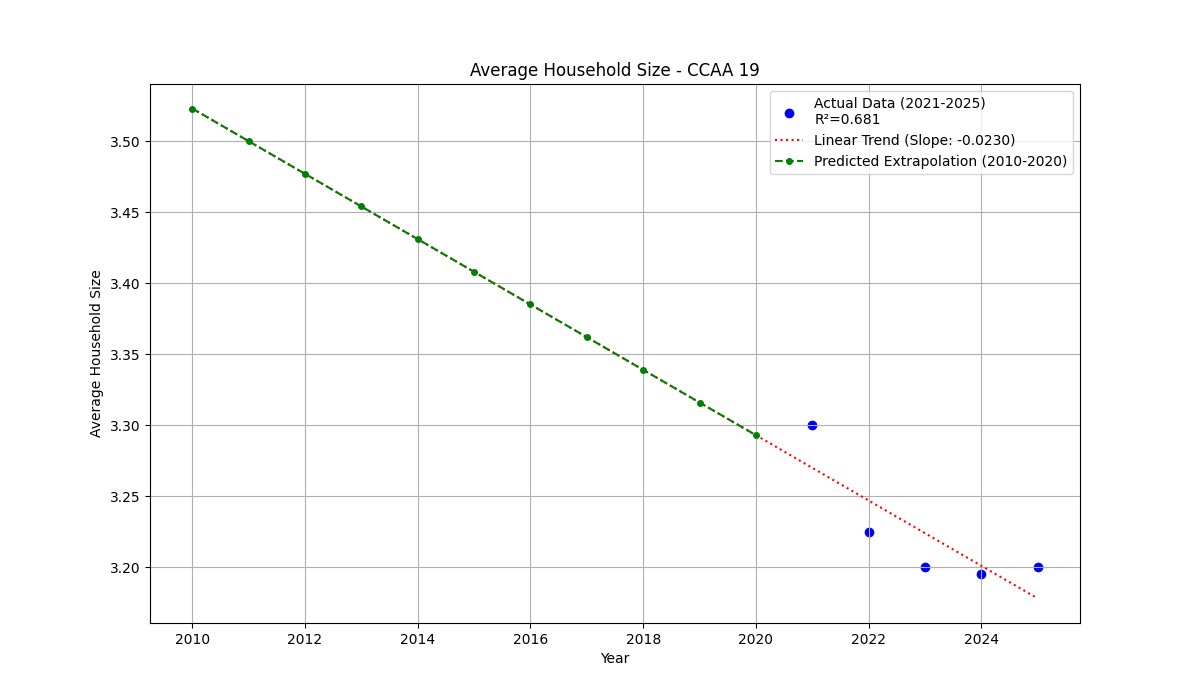 Average Household Size - CCAA 19
Actual Data (2021-2025)
R²=0.681
Linear Trend (Slope: -0.0230)
Predicted Extrapolation (2010-2020)
Average Household Size
3.50
3.45
3.40
3.35
3.30
3.25
3.20
2010 2012 2014 2016 2018 2020 2022 2024
Year